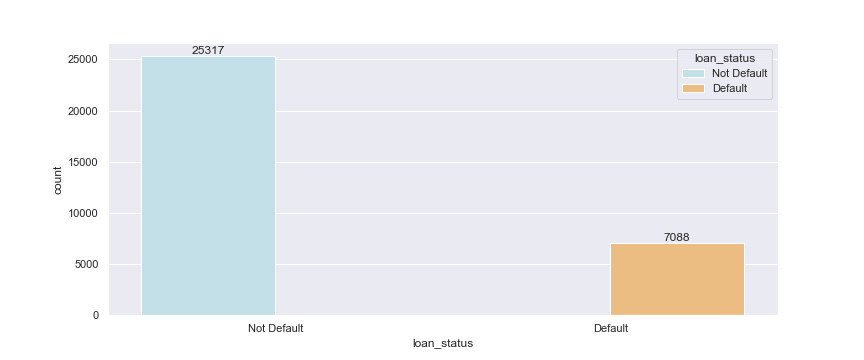 25317
loan_status
Not Default
Default
25000
20000
15000
10000
5000
0
count
7088
Not Default
Default
loan_status